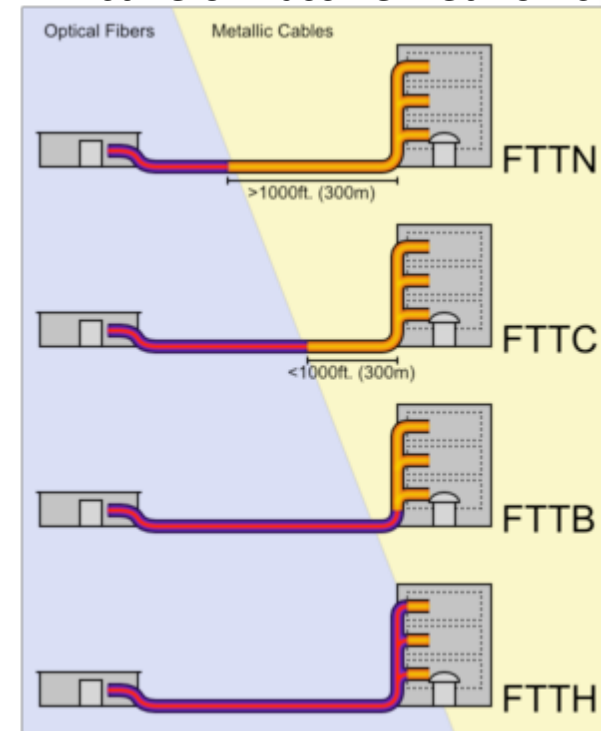 Optical Fibers Metallic Cables
FTTN
>1000ft. (300m)
FTTC
<1000ft. (300m)
FTTB
FTTH